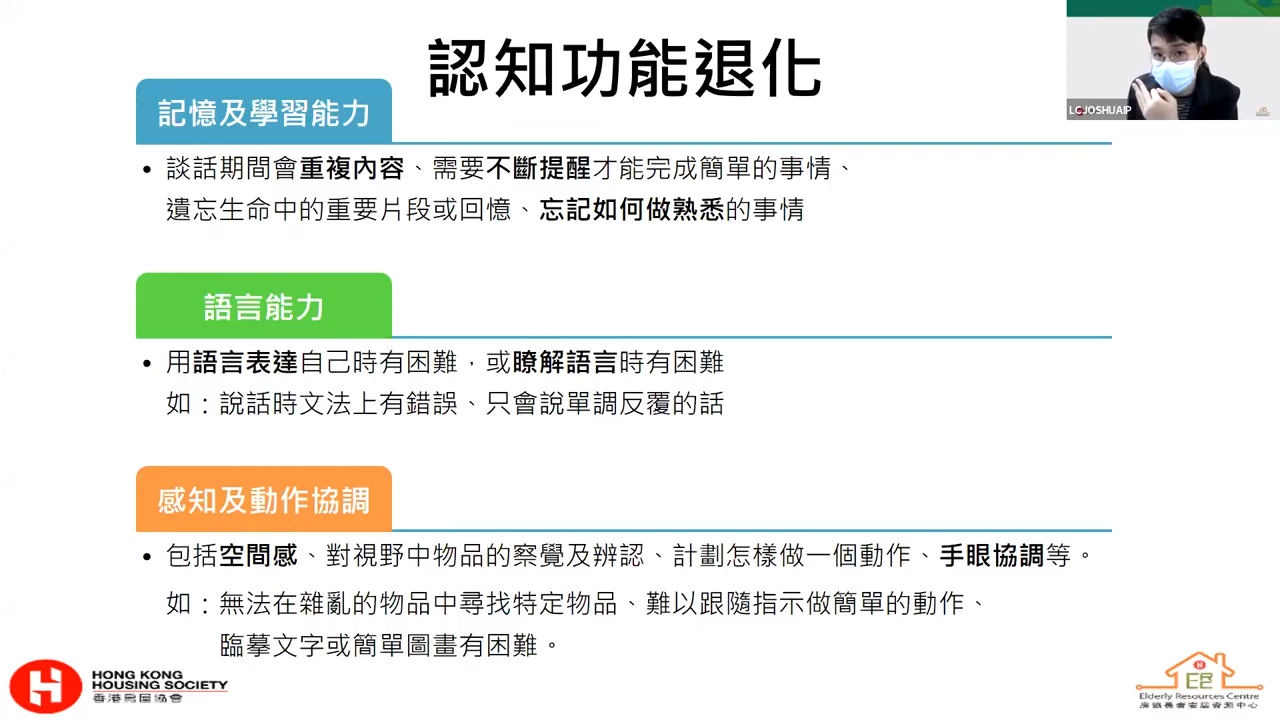 認知功能退化
LCJOSHUAIP
記憶及學習能力
• 談話期間會重複內容、需要不斷提醒才能完成簡單的事情、
遺忘生命中的重要片段或回憶、忘記如何做熟悉的事情
語言能力
• 用語言表達自己時有困難，或瞭解語言時有困難
如：說話時文法上有錯誤、只會說單調反覆的話
感知及動作協調
• 包括空間感、對視野中物品的察覺及辨認、計劃怎樣做一個動作、手眼協調等。
如：無法在雜亂的物品中尋找特定物品、難以跟隨指示做簡單的動作、
臨摹文字或簡單圖畫有困難。
HONG KONG
HOUSING SOCIETY
香港房屋協會
Elderly Resources Centre
房協長者安居資源中心